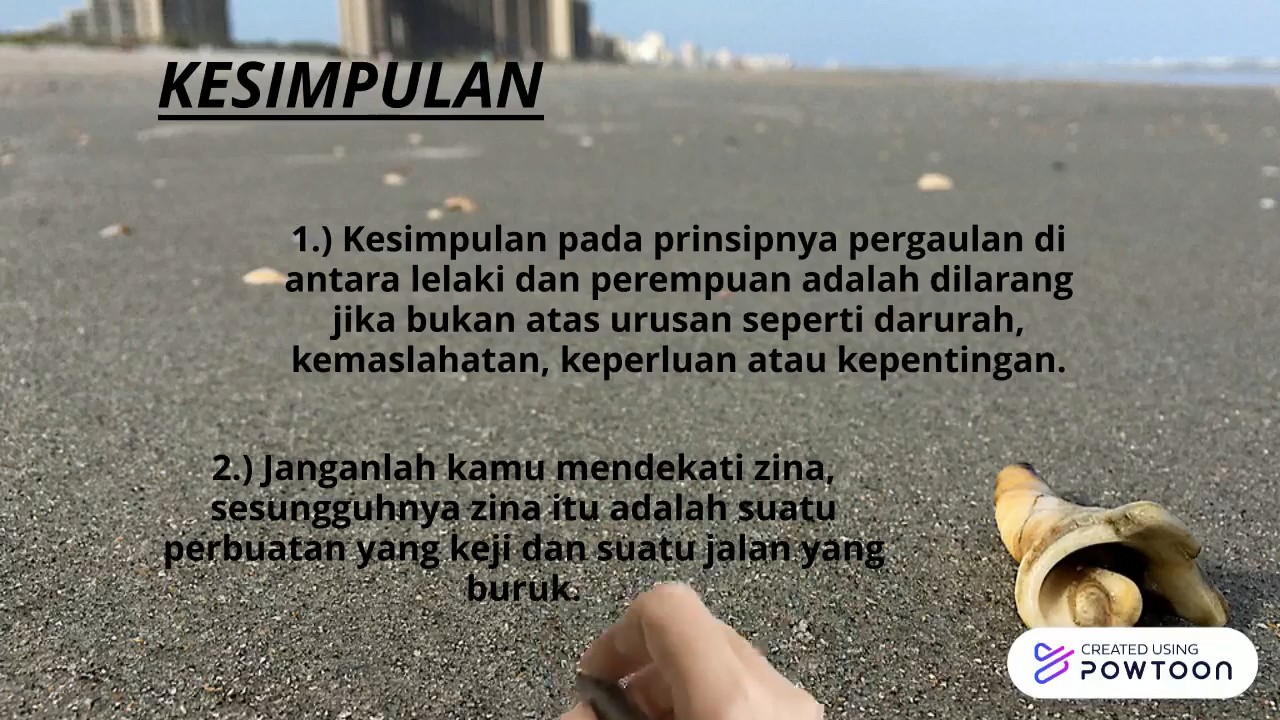 KESIMPULAN
1.) Kesimpulan pada prinsipnya pergaulan di
antara lelaki dan perempuan adalah dilarang
jika bukan atas urusan seperti darurah,
kemaslahatan, keperluan atau kepentingan.
2.) Janganlah kamu mendekati zina,
sesungguhnya zina itu adalah suatu
perbuatan yang keji dan suatu jalan yang
buruk.
CREATED USING
POWTOON